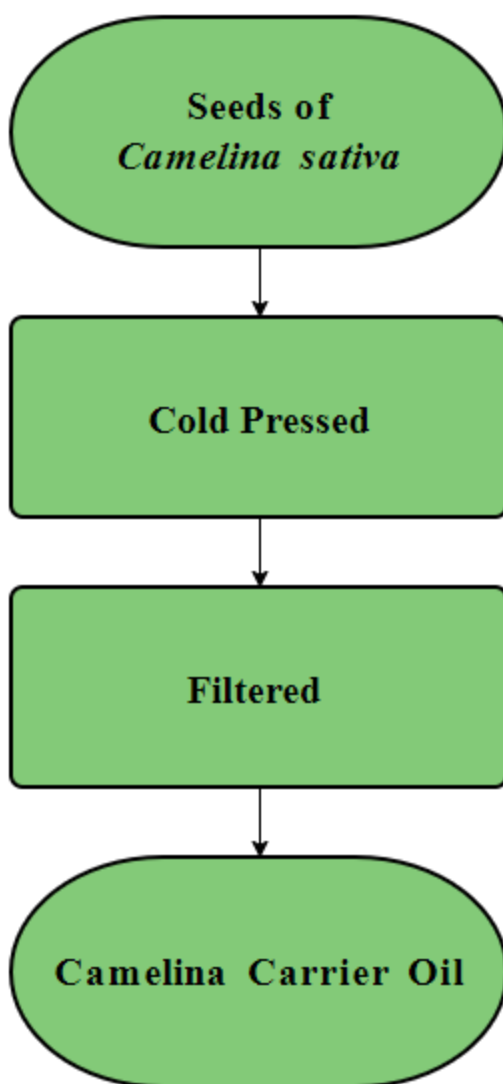 Seeds of
Camelina sativa
Cold Pressed
Filtered
Camelina Carrier Oil